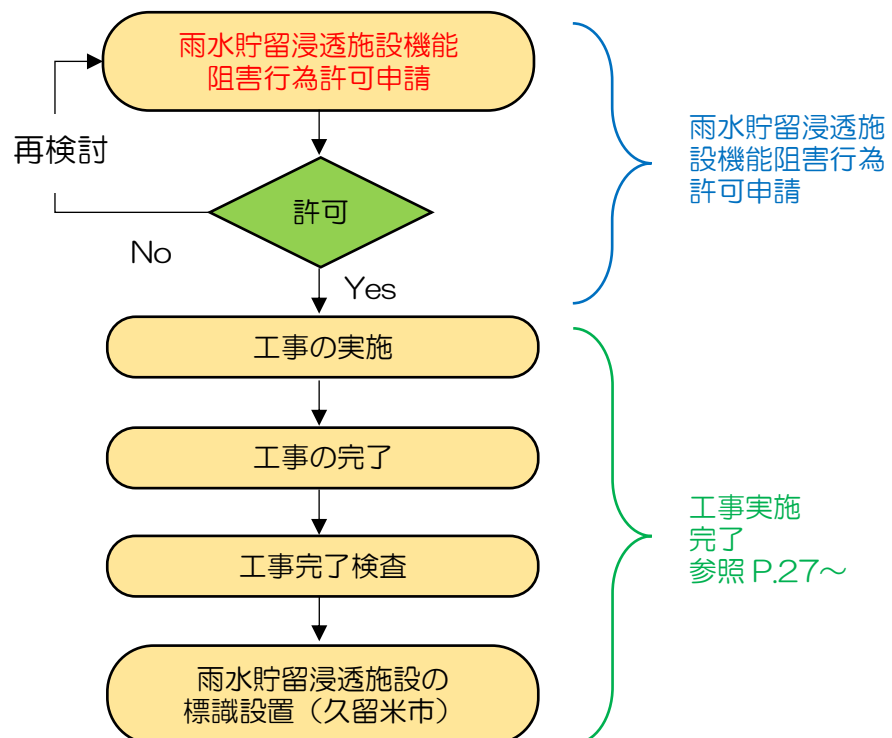 雨水貯留浸透施設機能
阻害行為許可申請
再検討
許可
No
Yes
雨水貯留浸透施
設機能阻害行為
許可申請
工事の実施
工事の完了
工事完了検査
雨水貯留浸透施設の
標識設置（久留米市）
工事実施
完了
参照 P.27～